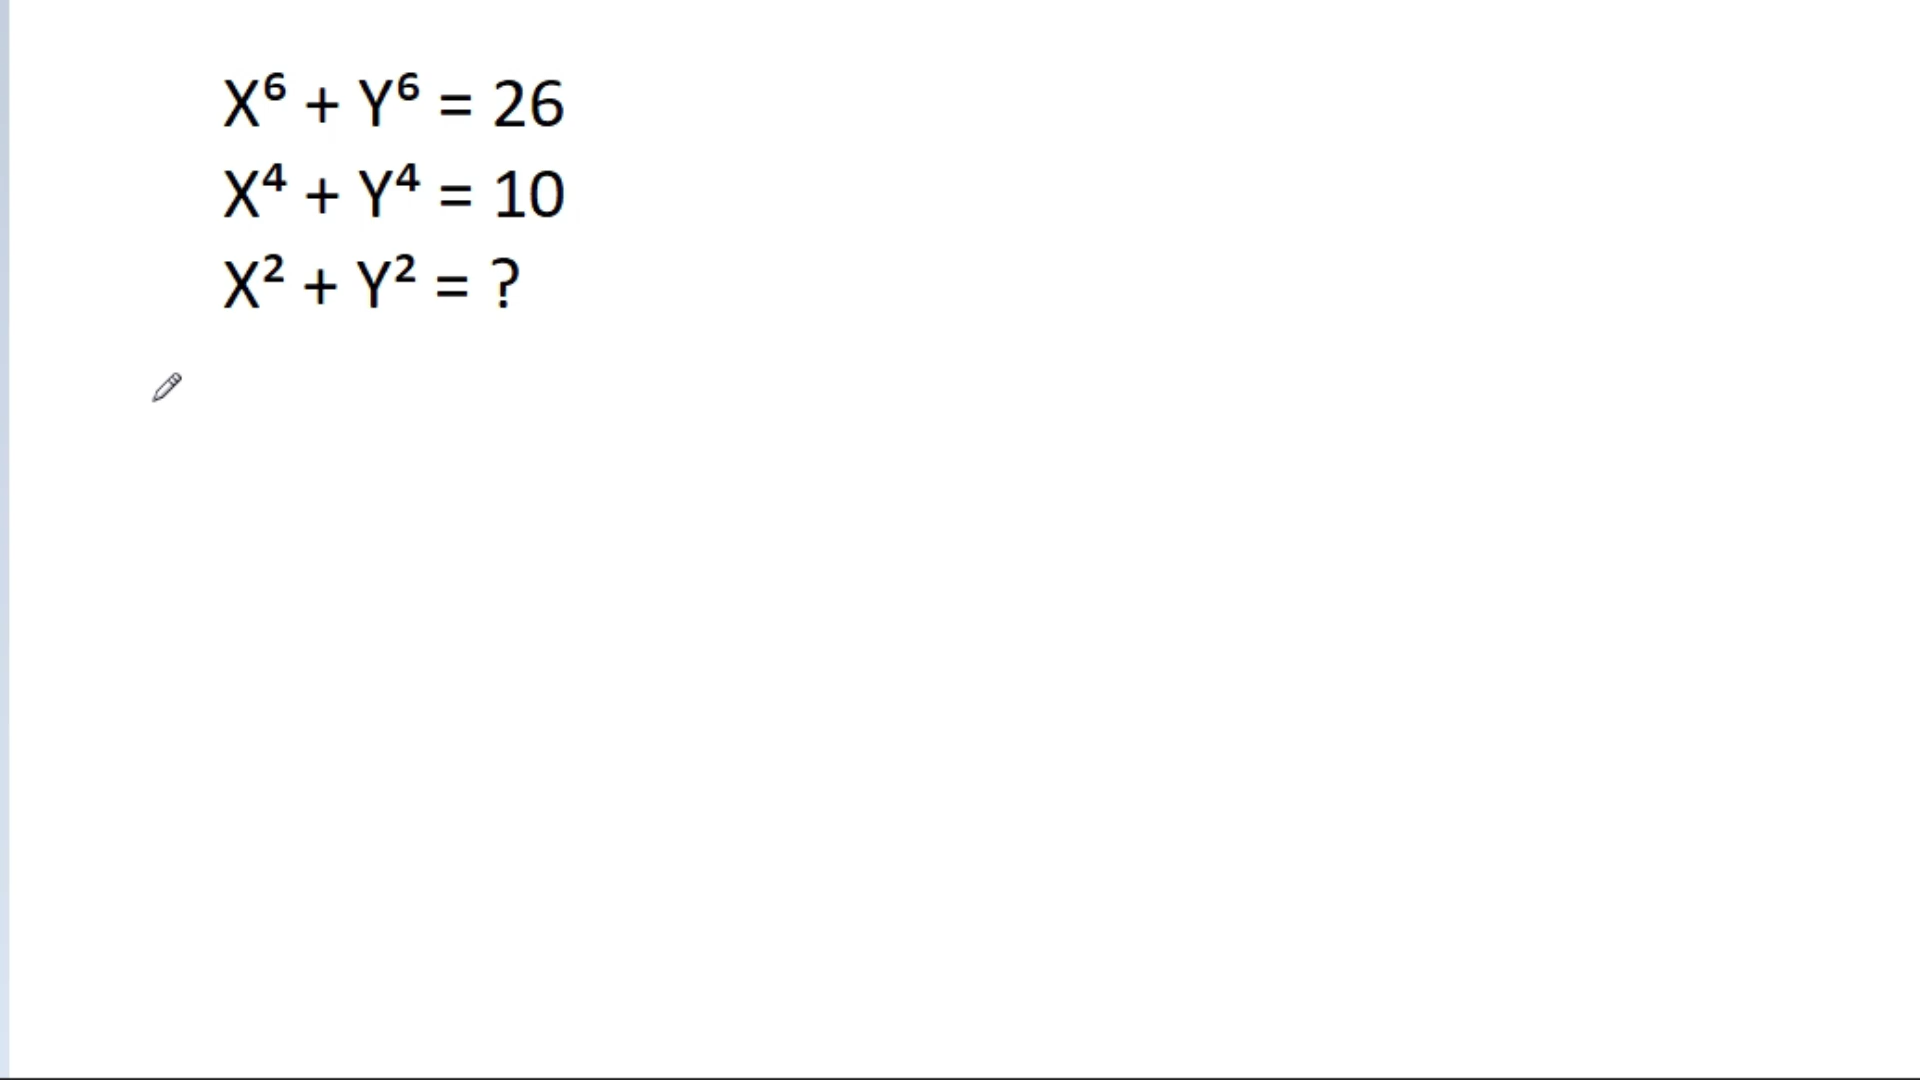 X⁶ + Y⁶ = 26
X⁴ + Y⁴ = 10
X² + Y² = ?